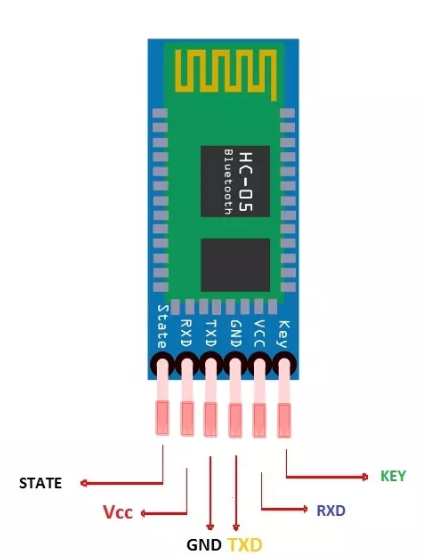 HC-05
Bluetooth
State
RXD
TXD
GND
VCC
Key
STATE
KEY
Vcc
RXD
GND TXD